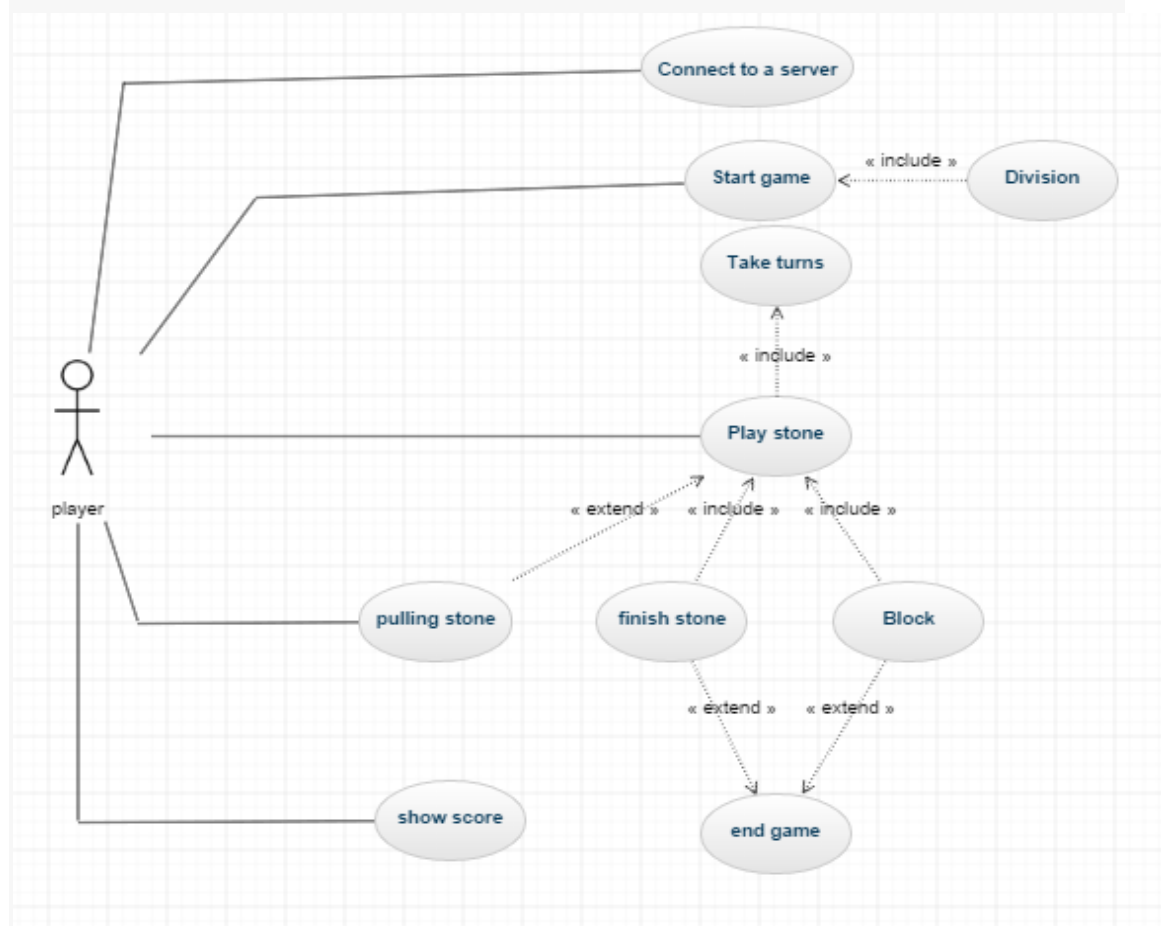 Connect to a server
« include »
Start game
Division
Take turns
« include »
Play stone
player
« extend »
« include »
« include »
pulling stone
finish stone
Block
« extend »
« extend »
show score
end game